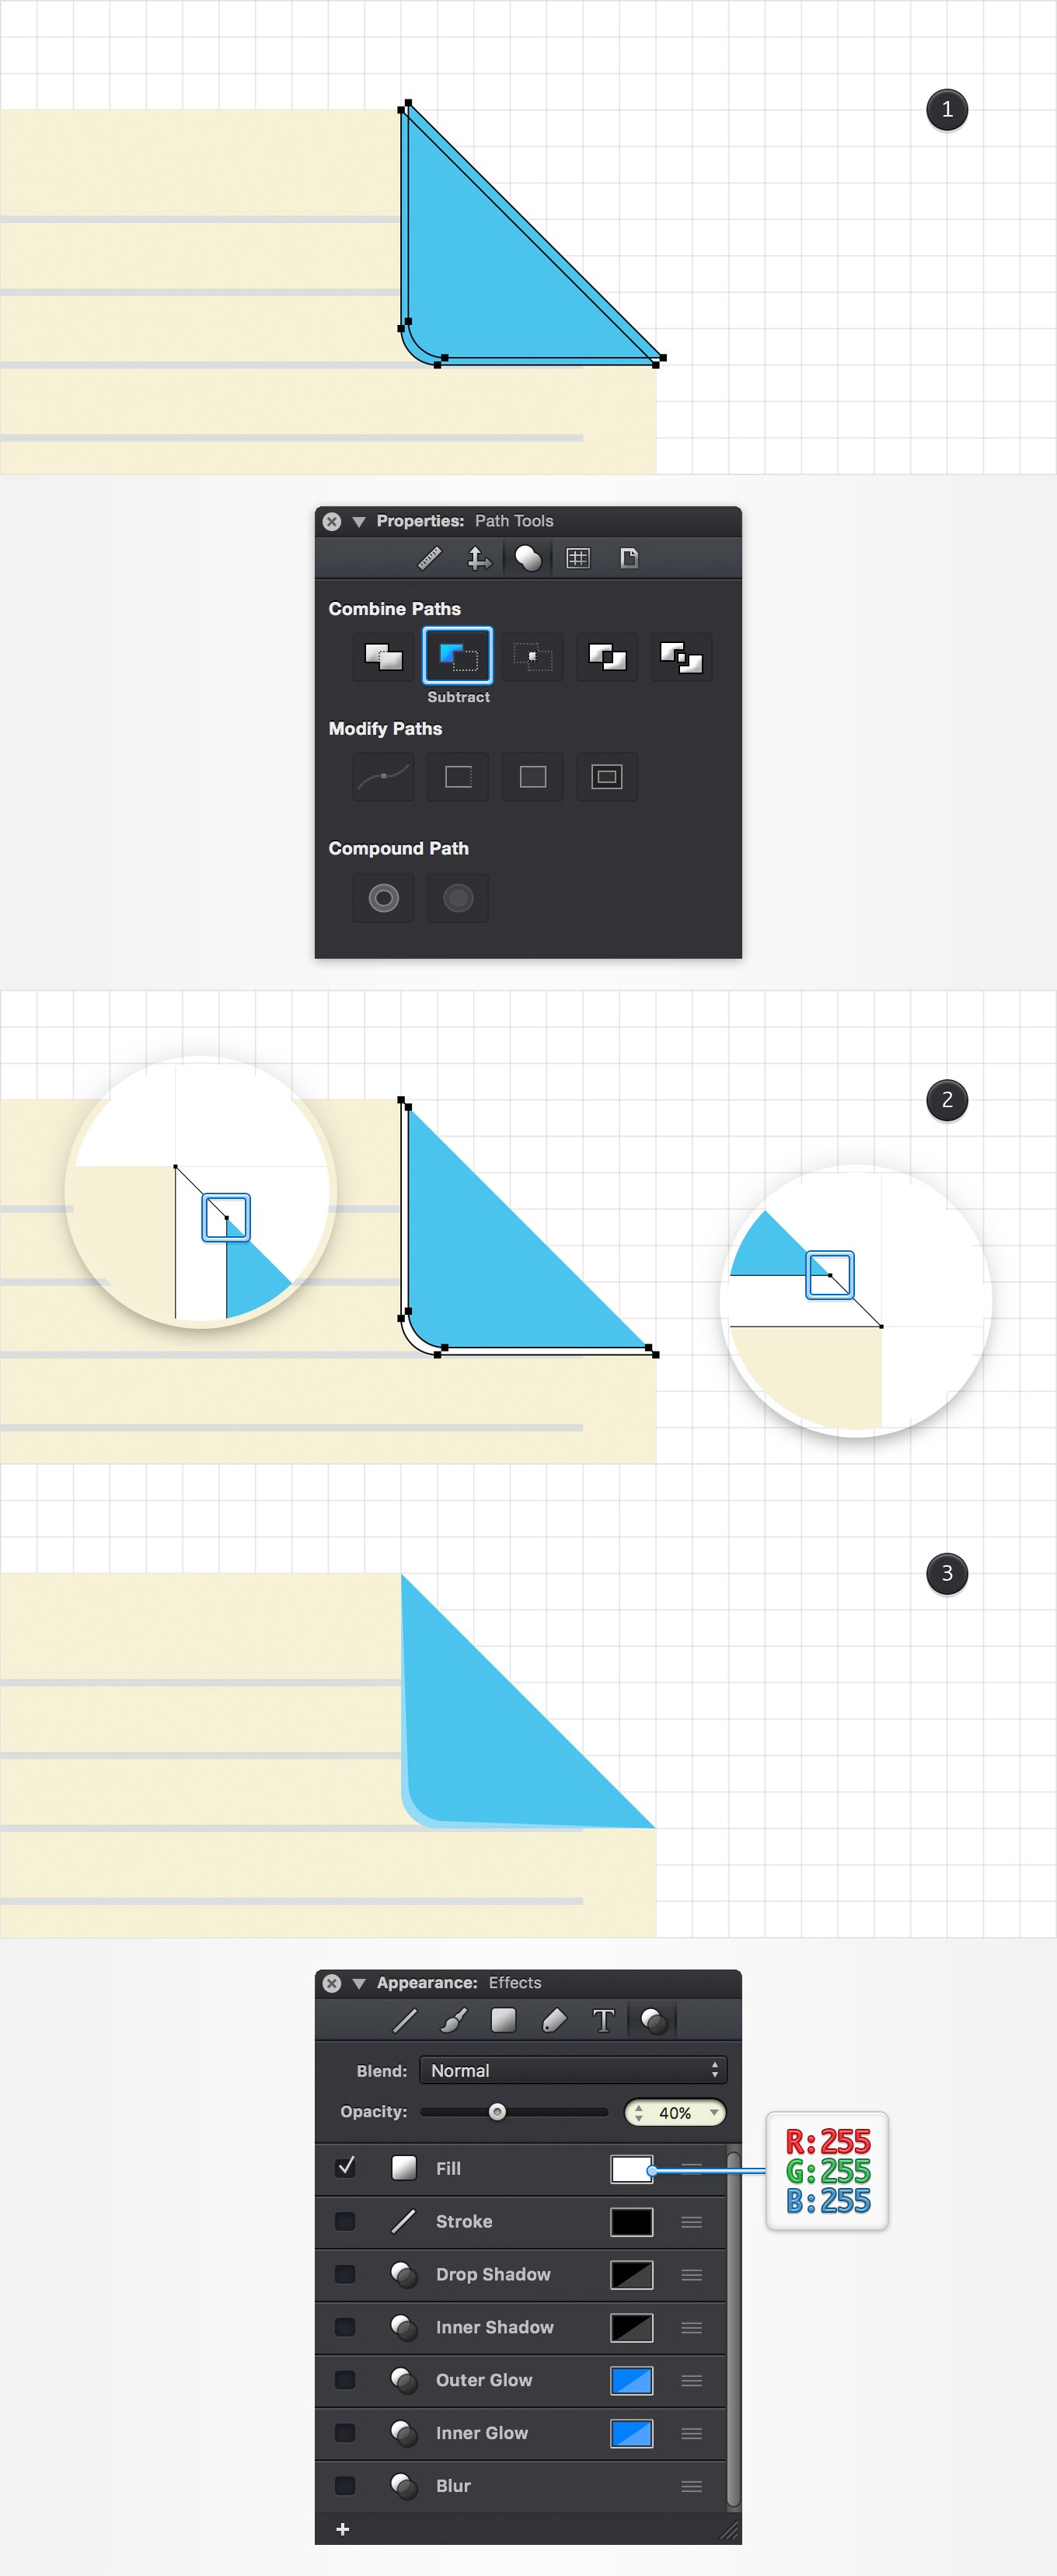 1
Properties: Path Tools
Combine Paths
Subtract
Modify Paths
Compound Path
2
3
Appearance: Effects
T
Blend: Normal
Opacity: 40%
Fill
R:255
G:255
B:255
Stroke
Drop Shadow
Inner Shadow
Outer Glow
Inner Glow
Blur
+